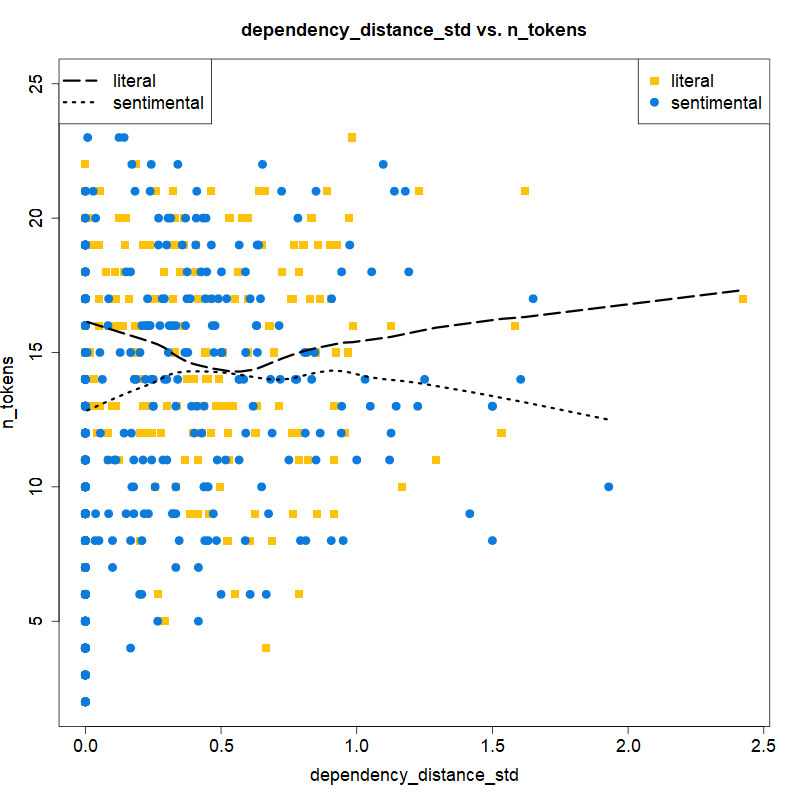 dependency_distance_std vs. n_tokens
literal
sentimental
literal
sentimental
25
20
15
10
5
n_tokens
0.0 0.5 1.0 1.5 2.0 2.5
dependency_distance_std